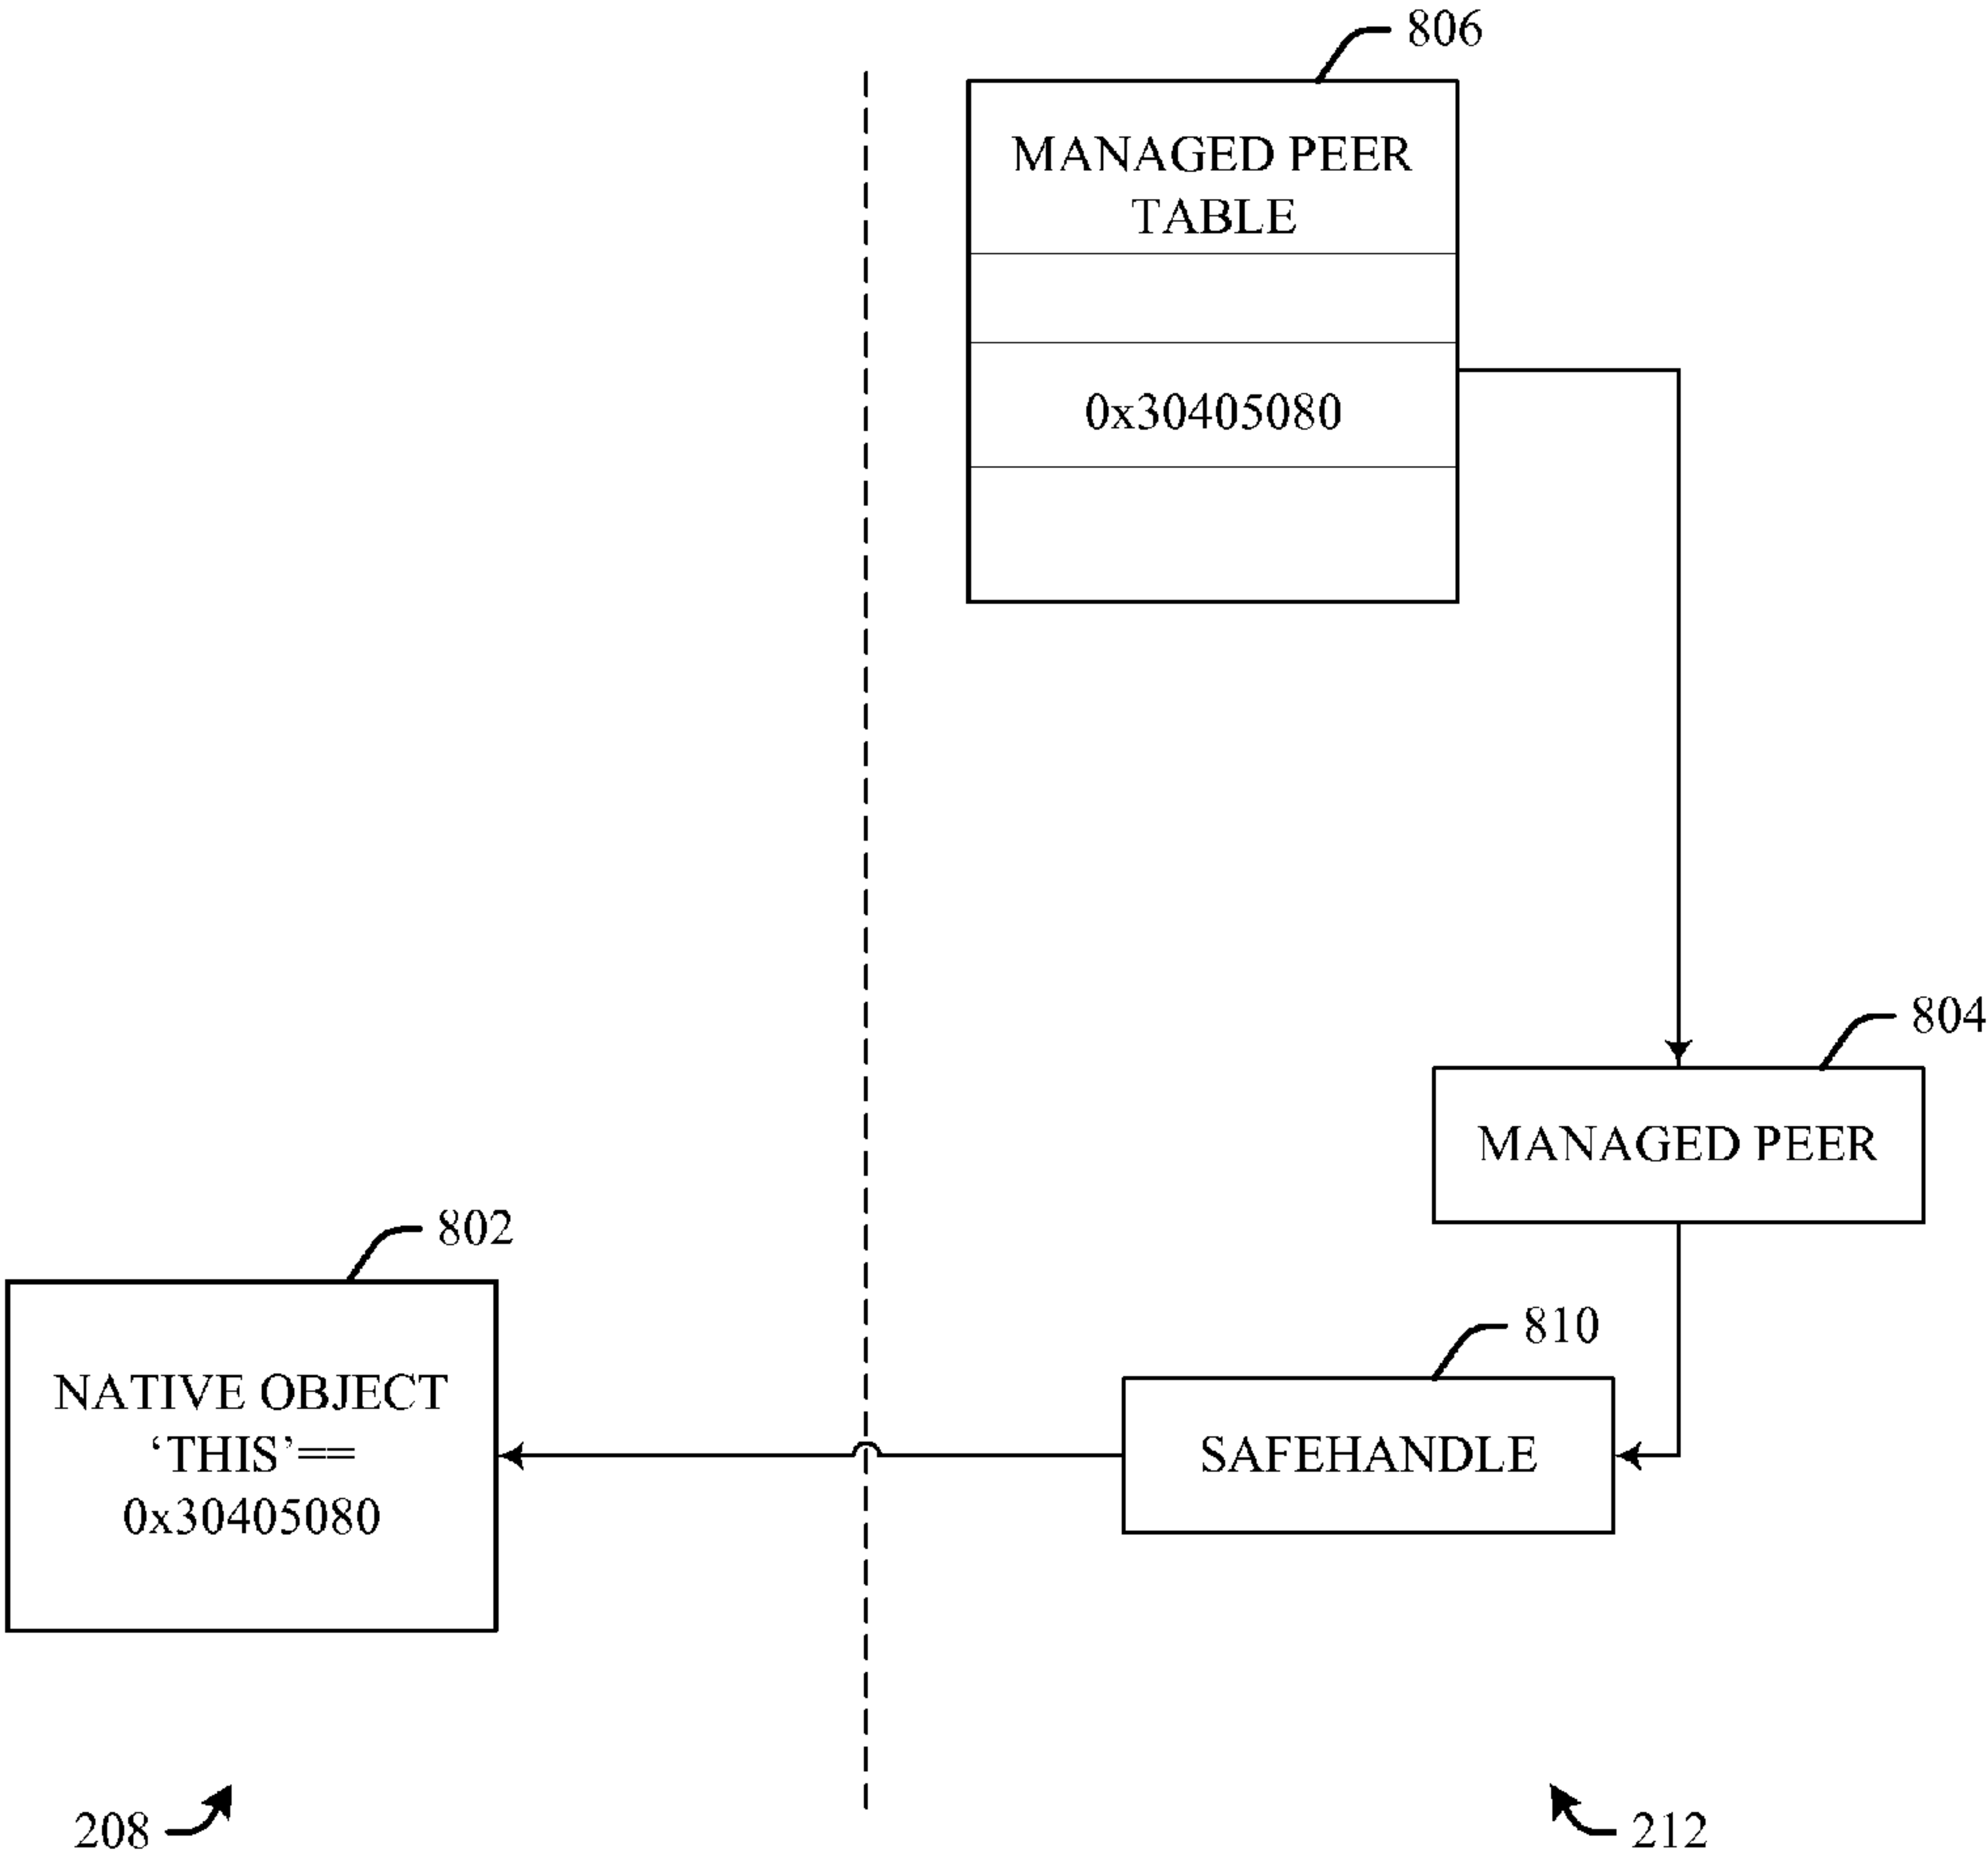 806
MANAGED PEER
TABLE
0x30405080
804
MANAGED PEER
802
810
NATIVE OBJECT
‘THIS’==
0x30405080
SAFEHANDLE
208
212